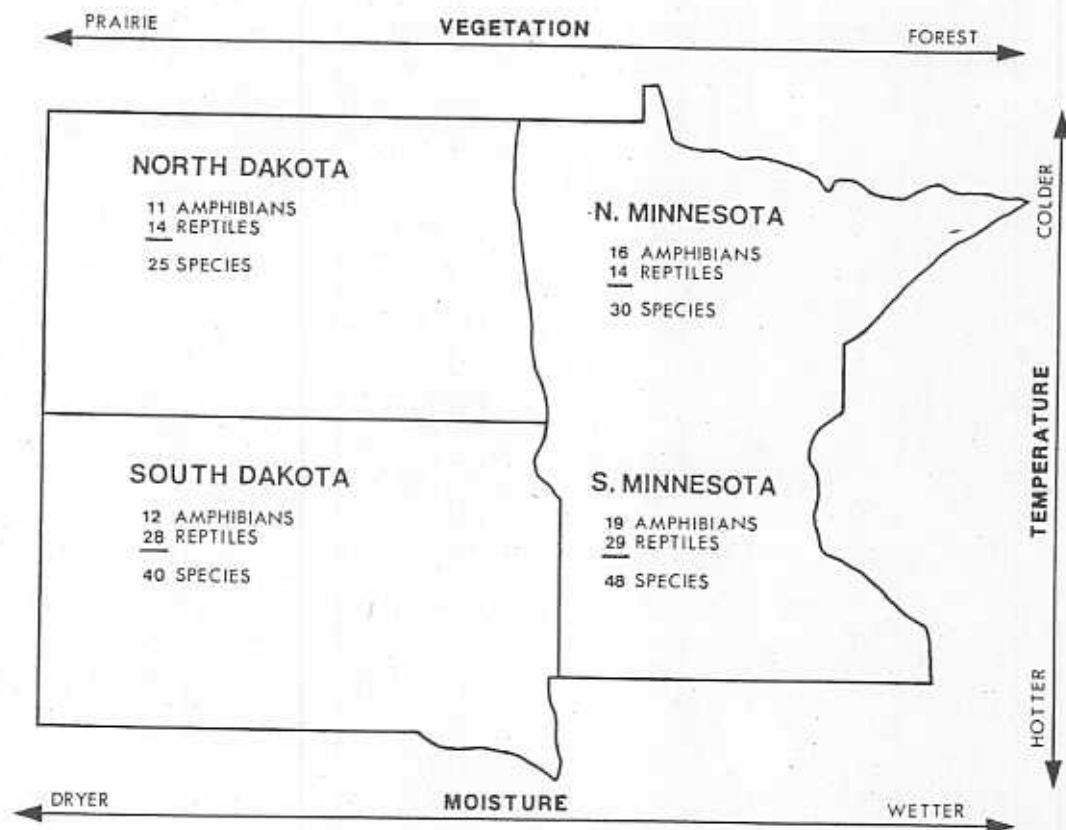 PRAIRIE
VEGETATION
FOREST
NORTH DAKOTA
11 AMPHIBIANS
14 REPTILES
25 SPECIES
N. MINNESOTA
16 AMPHIBIANS
14 REPTILES
30 SPECIES
COLDER
TEMPERATURE
HOTTER
SOUTH DAKOTA
12 AMPHIBIANS
28 REPTILES
40 SPECIES
S. MINNESOTA
19 AMPHIBIANS
29 REPTILES
48 SPECIES
DRYER
MOISTURE
WETTER